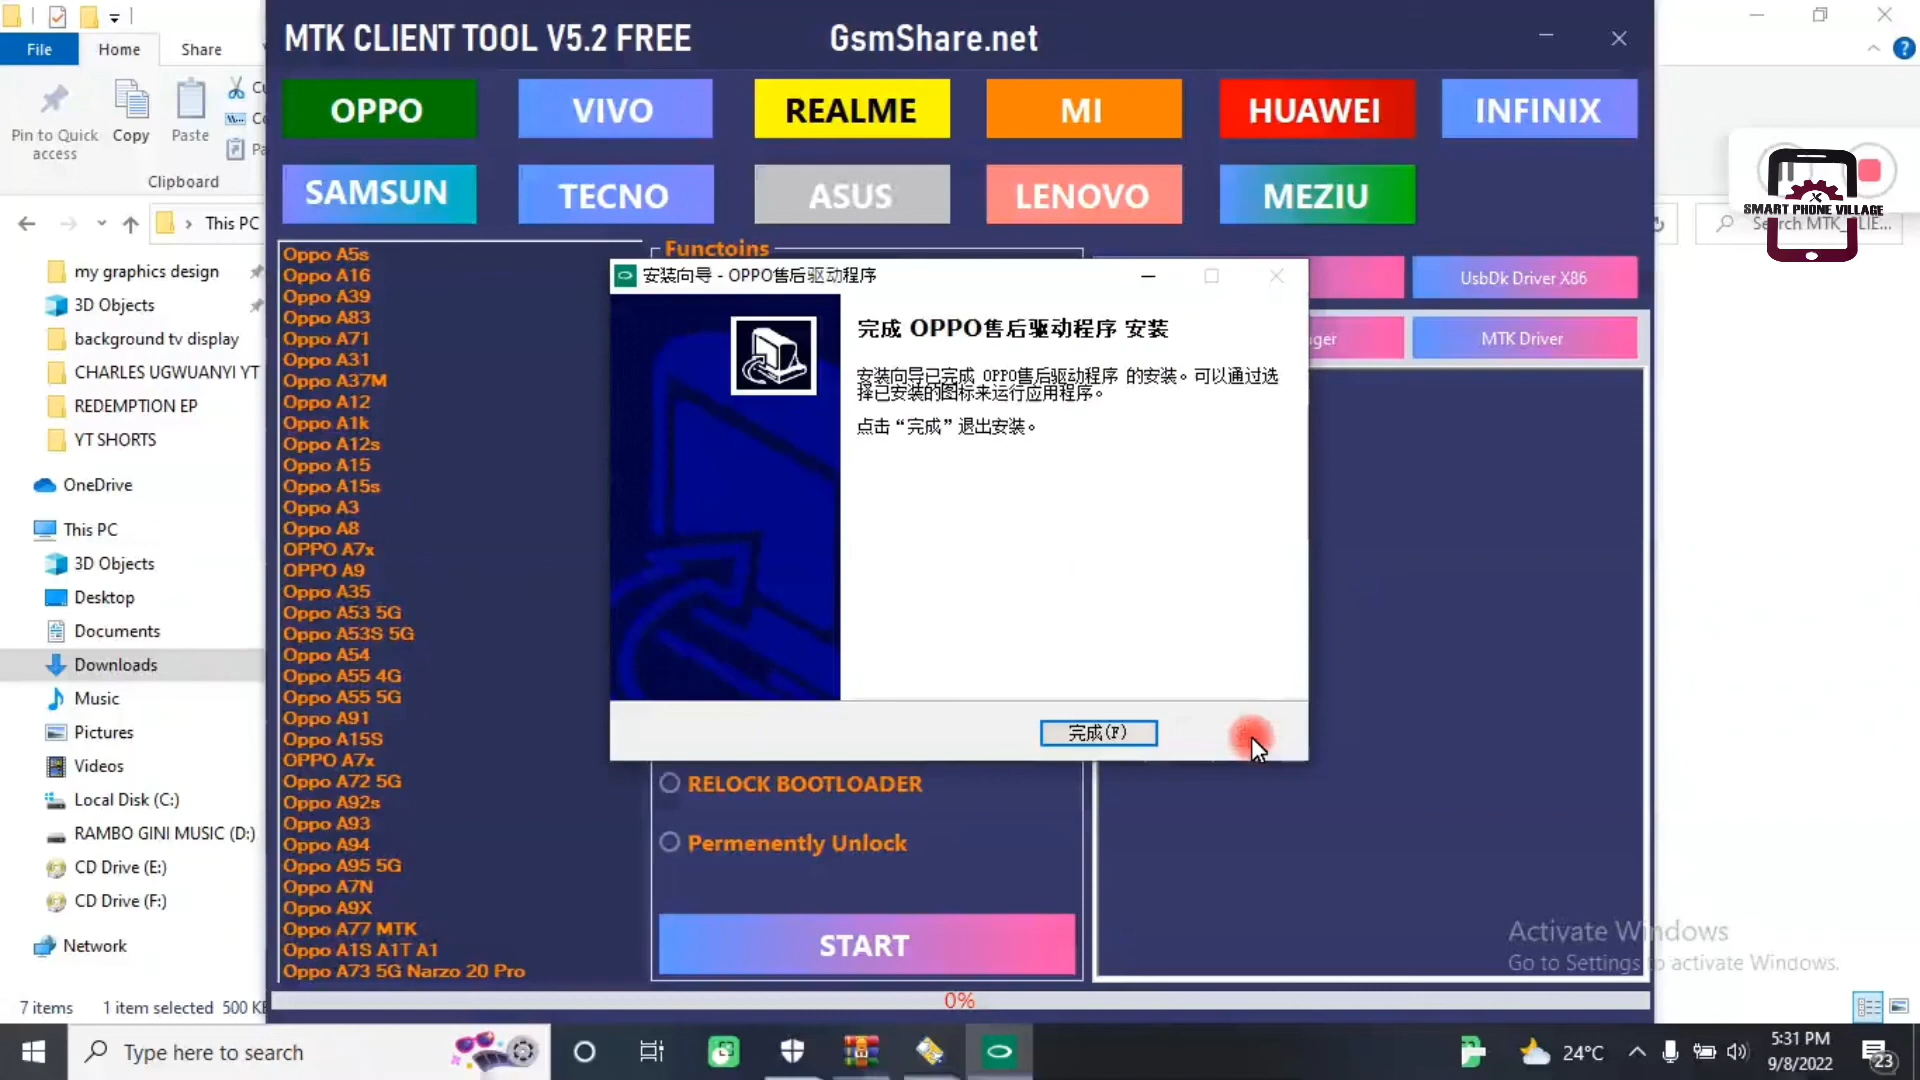 MTK CLIENT TOOL V5.2 FREE
GsmShare.net
File
Home
Share
OPPO
VIVO
REALME
MI
HUAWEI
INFINIX
Pin to Quick
access
Copy
Paste
Clipboard
SAMSUN
TECNO
ASUS
LENOVO
MEZIU
SMART PHONE VILLAGE
This PC
my graphics design
3D Objects
background tv display
CHARLES UGWUANYI YT
REDEMPTION EP
YT SHORTS
OneDrive
This PC
3D Objects
Desktop
Documents
Downloads
Music
Pictures
Videos
Local Disk (C:)
RAMBO GINI MUSIC (D:)
CD Drive (E:)
CD Drive (F:)
Network
7 items
1 item selected 500
Oppo A5s
Oppo A16
Oppo A39
Oppo A83
Oppo A71
Oppo A31
Oppo A37M
Oppo A12
Oppo A1k
Oppo A12s
Oppo A15
Oppo A15s
Oppo A3
Oppo A8
OPPO A7x
OPPO A9
Oppo A35
Oppo A53 5G
Oppo A53S 5G
Oppo A54
Oppo A55 4G
Oppo A55 5G
Oppo A91
Oppo A15S
OPPO A7x
Oppo A72 5G
Oppo A92s
Oppo A93
Oppo A94
Oppo A95 5G
Oppo A7N
Oppo A9X
Oppo A77 MTK
Oppo A1S A1T A1
Oppo A73 5G Narzo 20 Pro
Functoins
安装向导 - OPPO售后驱动程序
完成 OPPO售后驱动程序 安装
安装向导已完成 OPPO售后驱动程序 的安装。可以通过选
择已安装的图标来运行应用程序。
点击“完成”退出安装。
完成(F)
UsbDk Driver X86
MTK Driver
RELOCK BOOTLOADER
Permenently Unlock
START
0%
Activate Windows
Go to Settings to activate Windows.
Type here to search
24°C
5:31 PM
9/8/2022
23